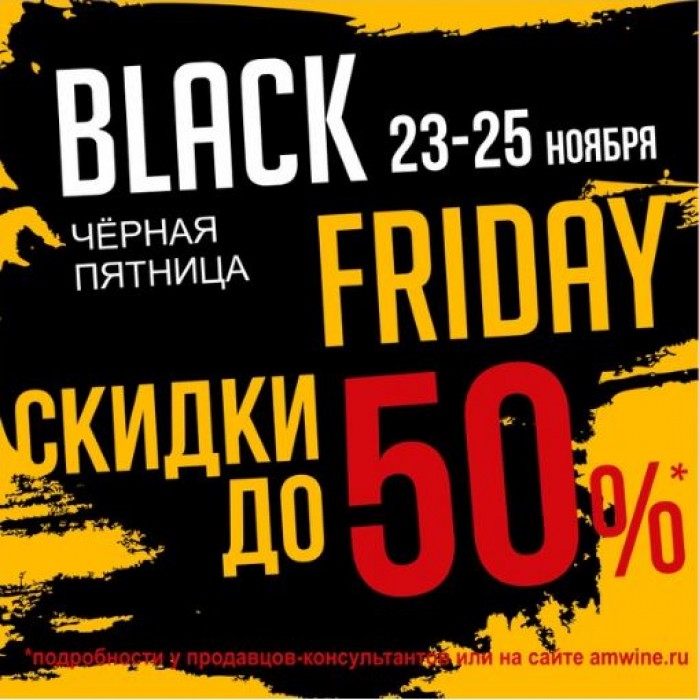 BLACK 23-25 НОЯБРЯ
ЧЁРНАЯ
ПЯТНИЦА
FRIDAY
СКИДКИ
ДО 50%*
*подробности у продавцов-консультантов или на сайте amwine.ru